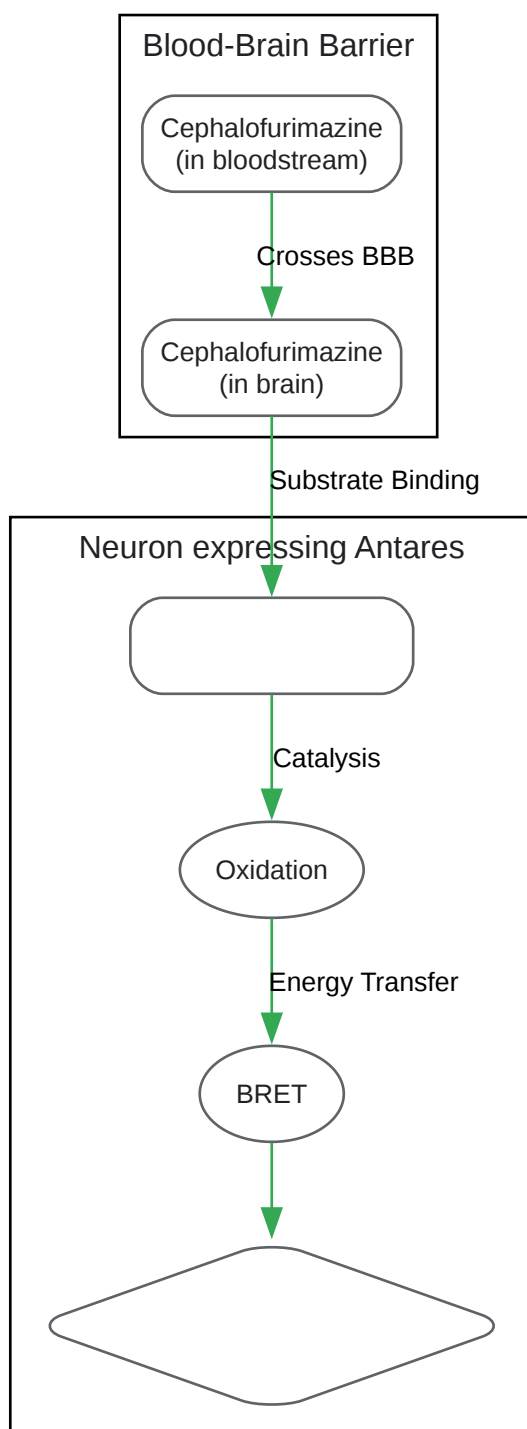 Blood-Brain Barrier
Cephalofurimazine
(in bloodstream)
Crosses BBB
Cephalofurimazine
(in brain)
Substrate Binding
Neuron expressing Antares
Catalysis
Oxidation
Energy Transfer
BRET